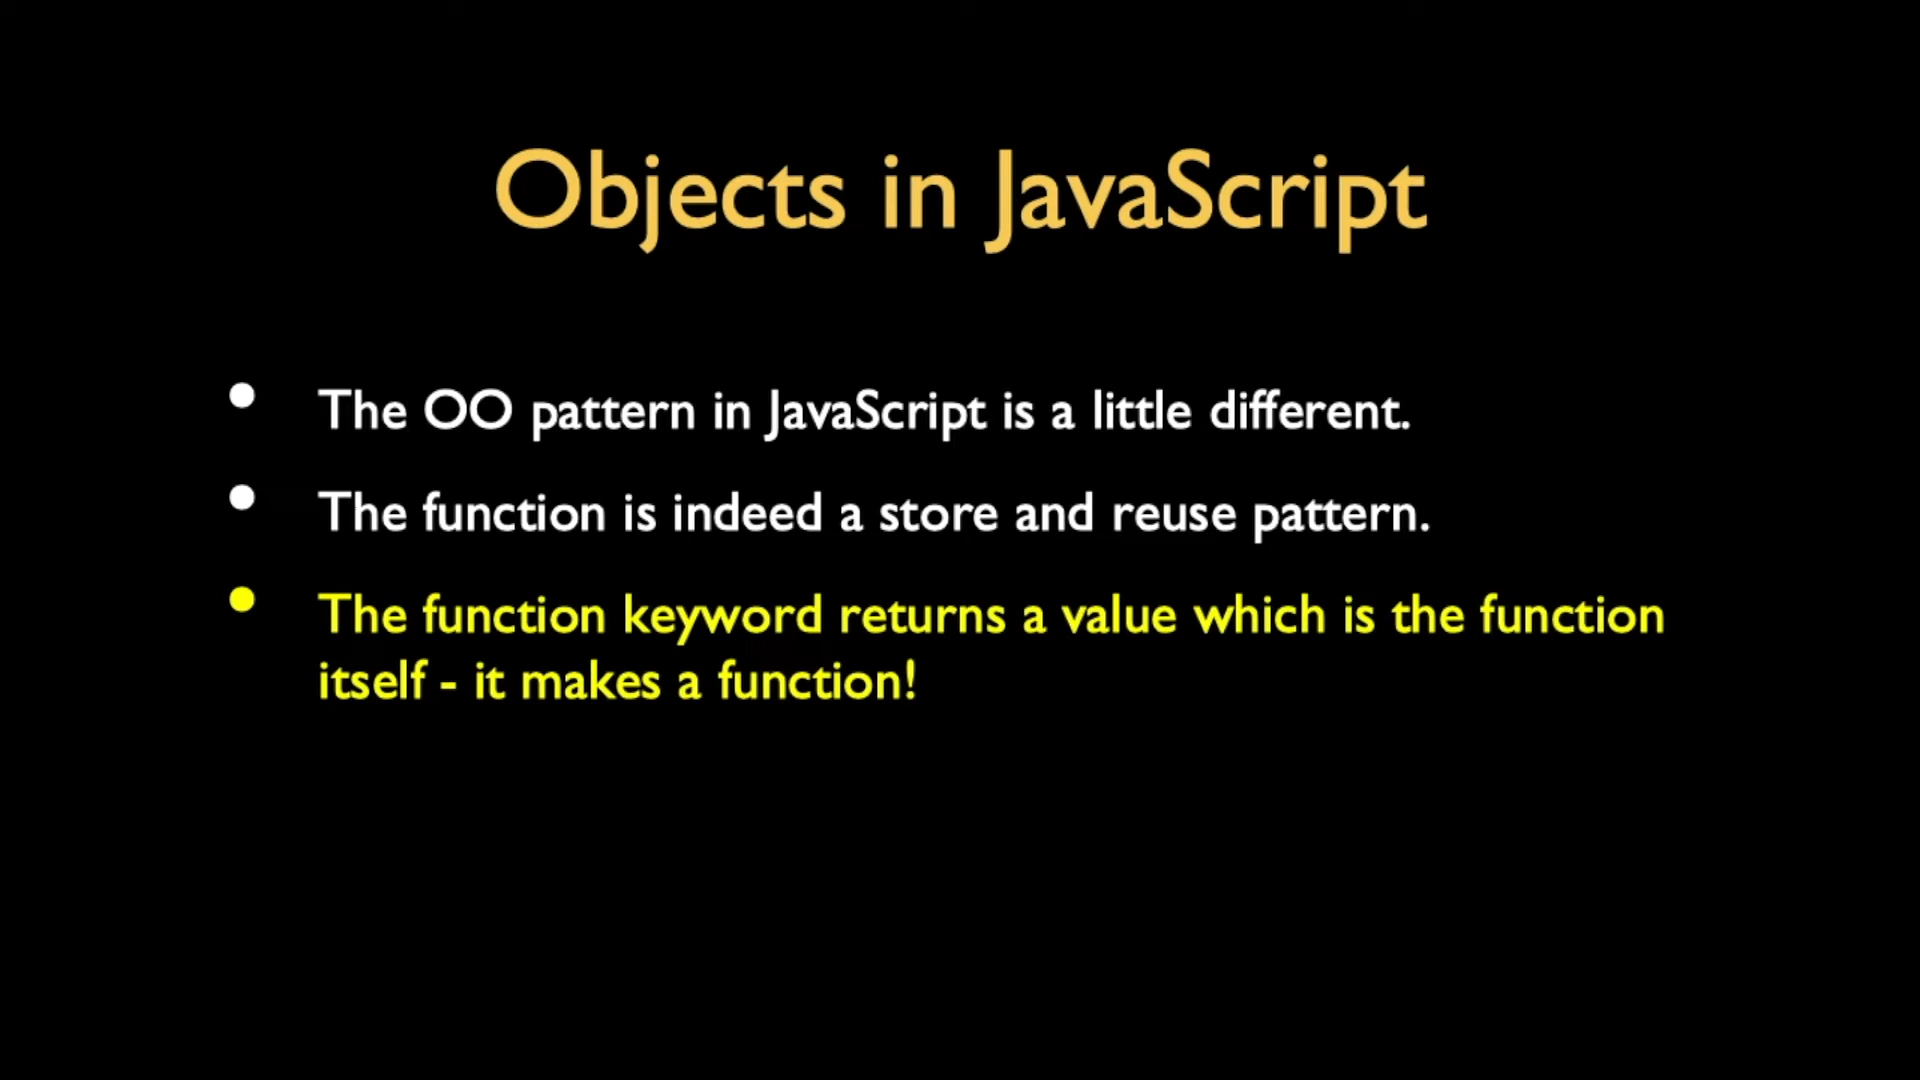 Objects in JavaScript
• The OO pattern in JavaScript is a little different.
• The function is indeed a store and reuse pattern.
• The function keyword returns a value which is the function
itself - it makes a function!